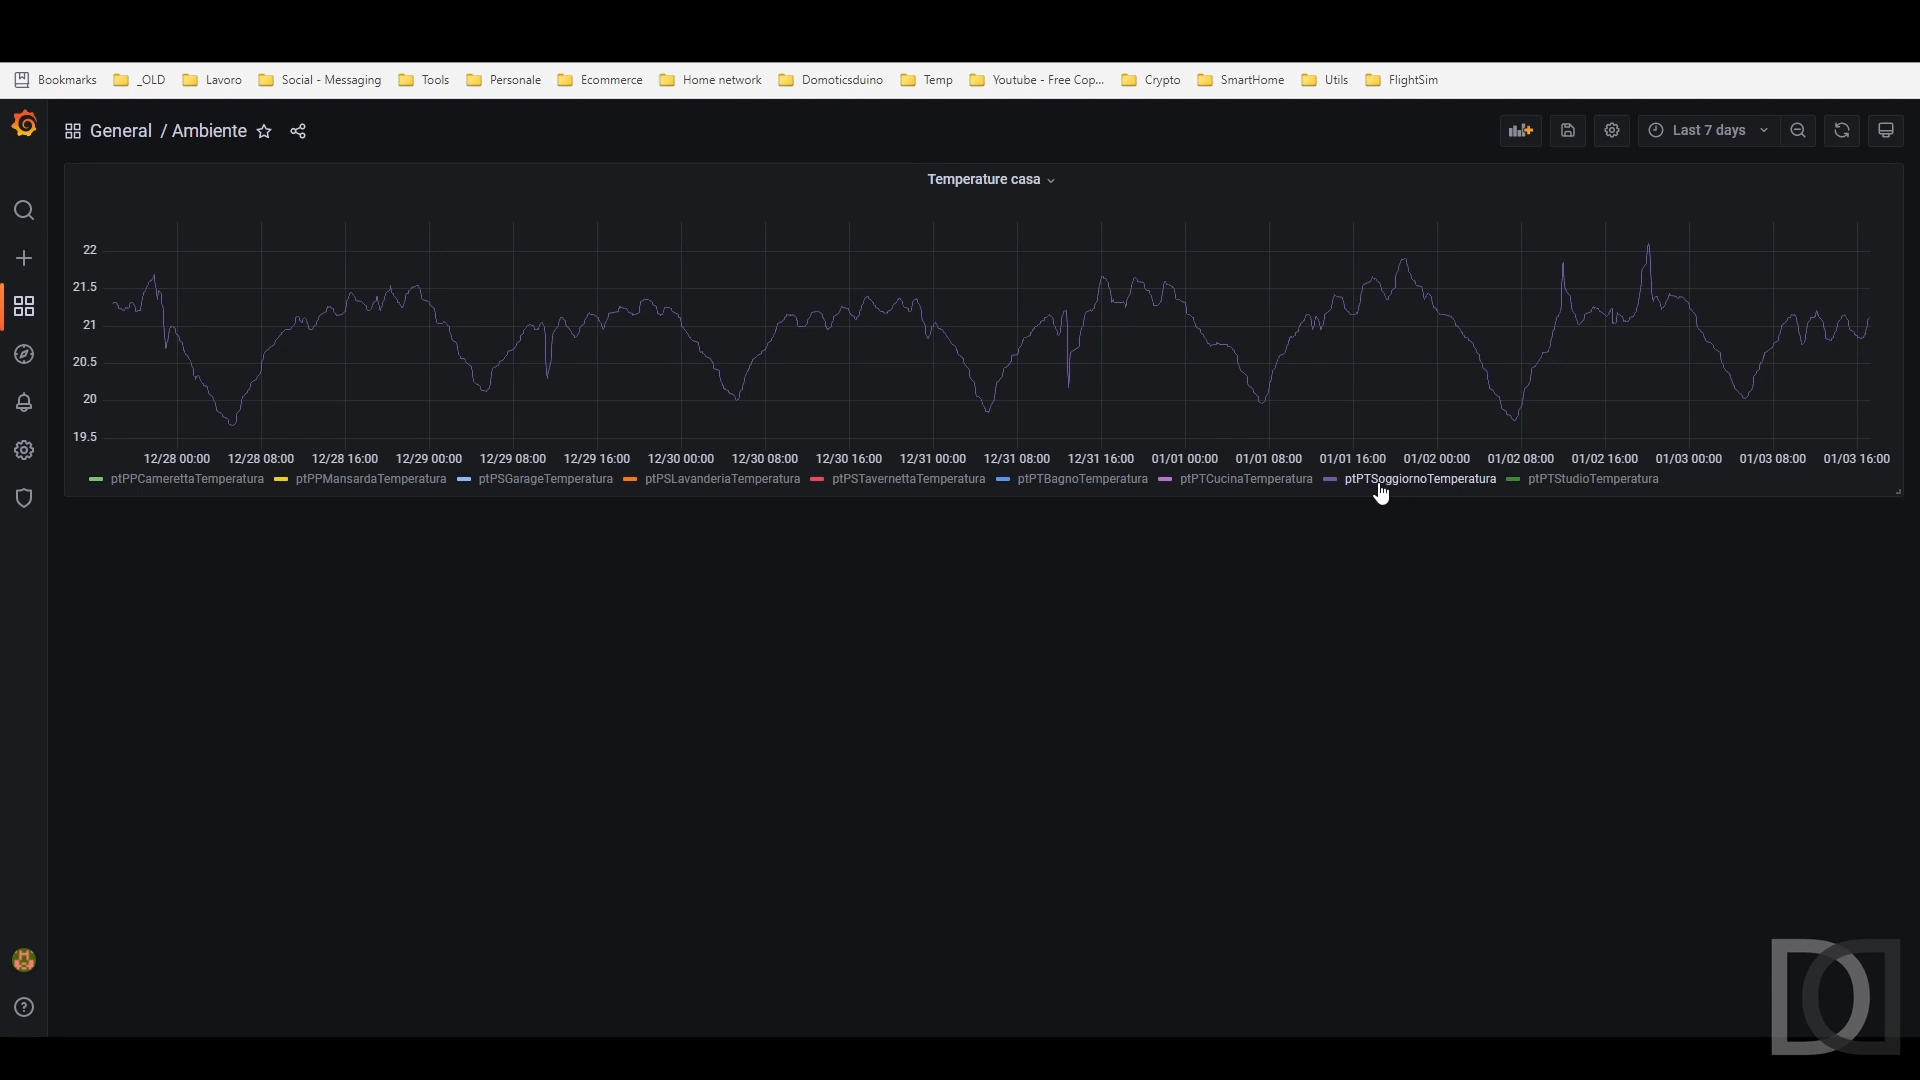 Bookmarks _OLD Lavoro Social - Messaging Tools Personale Ecommerce Home network Domoticsduino Temp Youtube - Free Cop... Crypto SmartHome Utils FlightSim
General / Ambiente Last 7 days
Temperature casa
22
21.5
21
20.5
20
19.5
12/28 00:00 12/28 08:00 12/28 16:00 12/29 00:00 12/29 08:00 12/29 16:00 12/30 00:00 12/30 08:00 12/30 16:00 12/31 00:00 12/31 08:00 12/31 16:00 01/01 00:00 01/01 08:00 01/01 16:00 01/02 00:00 01/02 08:00 01/02 16:00 01/03 00:00 01/03 08:00 01/03 16:00
ptPPCamerettaTemperatura ptPPMansardaTemperatura ptPSGarageTemperatura ptPSLavanderiaTemperatura ptPSTavernettaTemperatura ptPTBagnoTemperatura ptPTCucinaTemperatura ptPTSoggiornoTemperatura ptPTStudioTemperatura